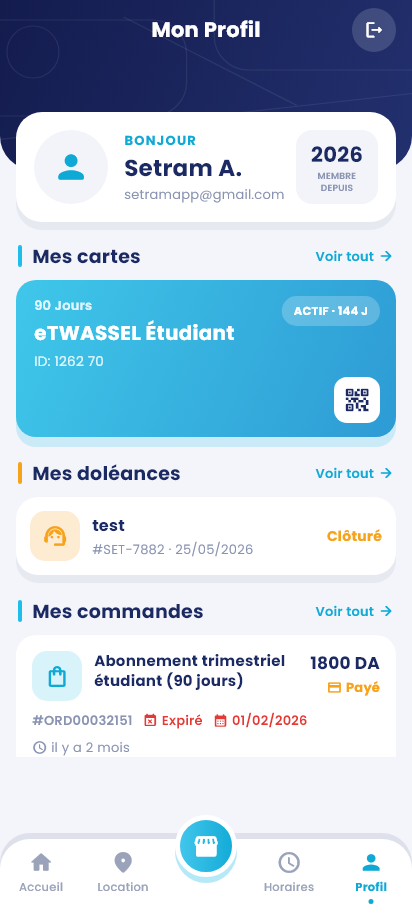 Mon Profil
BONJOUR
Setram A.
setramapp@gmail.com
2026
MEMBRE
DEPUIS
Mes cartes
Voir tout
90 Jours
ACTIF · 144 J
eTWASSEL Étudiant
ID: 1262 70
Mes doléances
Voir tout
test
#SET-7882 · 25/05/2026
Clôturé
Mes commandes
Voir tout
Abonnement trimestriel
étudiant (90 jours)
1800 DA
Payé
#ORD00032151 Expiré 01/02/2026
il y a 2 mois
Accueil
Location
Horaires
Profil